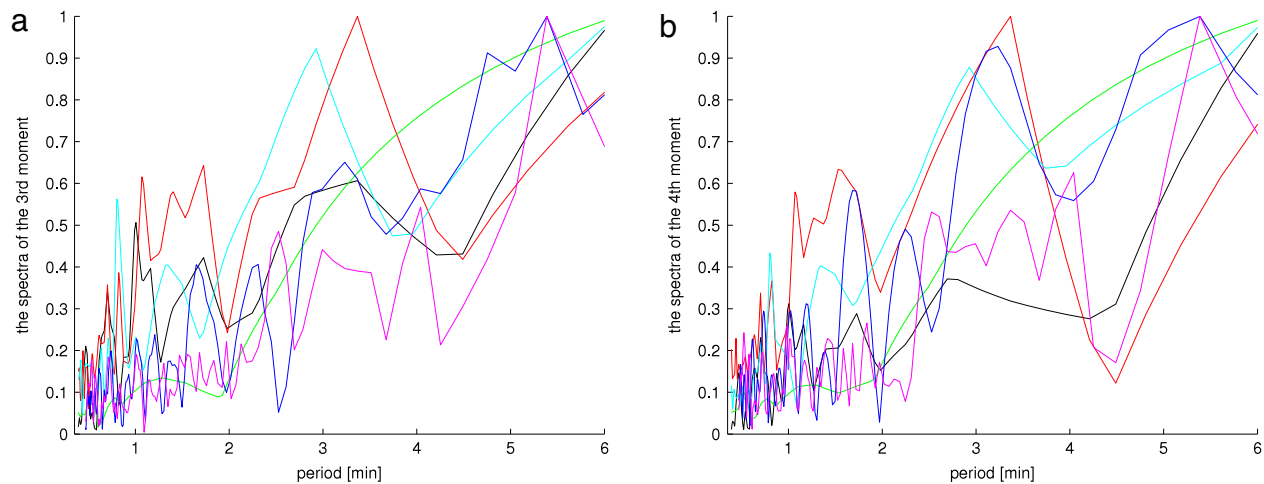 a
the spectra of the 3rd moment
1
0.9
0.8
0.7
0.6
0.5
0.4
0.3
0.2
0.1
0
1 2 3 4 5 6
period [min]
b
the spectra of the 4th moment
1
0.9
0.8
0.7
0.6
0.5
0.4
0.3
0.2
0.1
0
1 2 3 4 5 6
period [min]